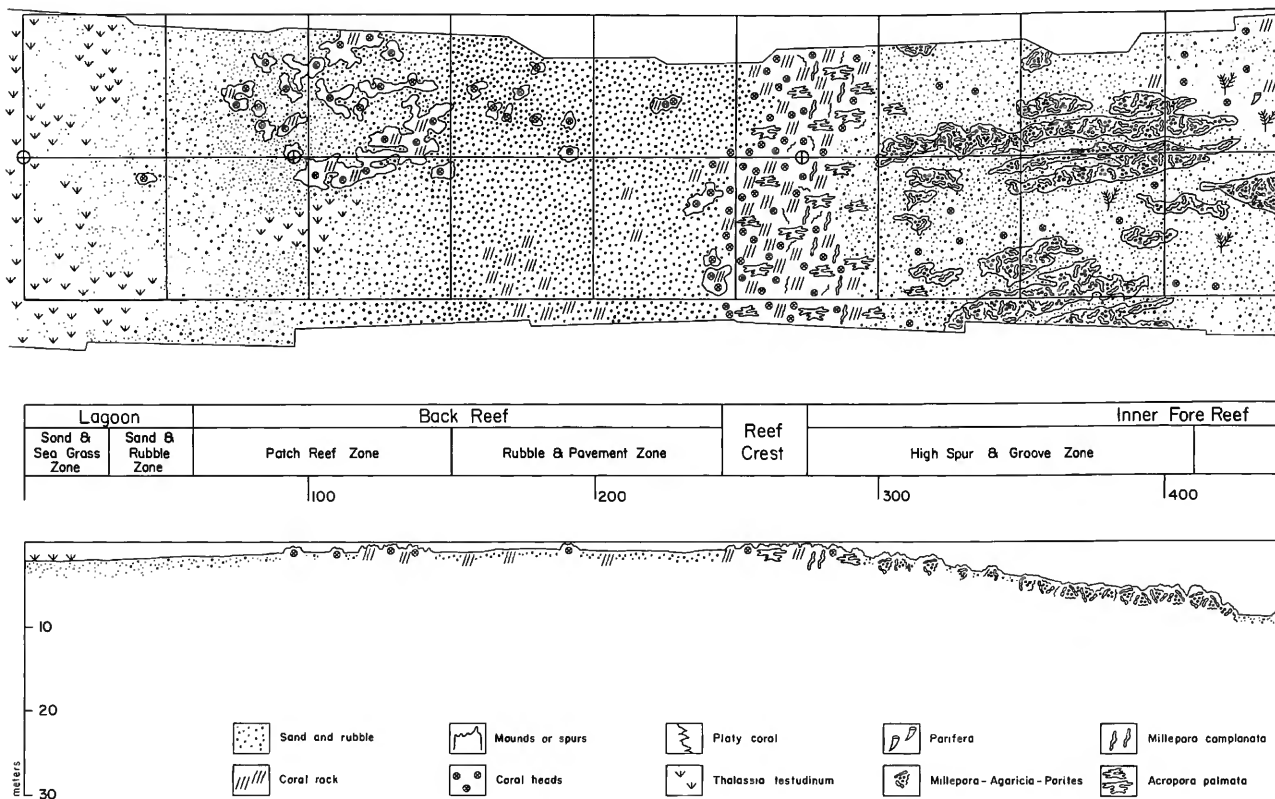 Lagoon Back Reef Reef Crest Inner Fore Reef
Sand & Sea Grass Zone
Sand & Rubble Zone
Patch Reef Zone
Rubble & Pavement Zone
High Spur & Groove Zone
100 200 300 400
10
20
30
meters
Sand and rubble
Mounds or spurs
Platy coral
Porifera
Millepora complanata
Coral rock
Coral heads
Thalassia testudinum
Millepora - Agaricia - Porites
Acropora palmata